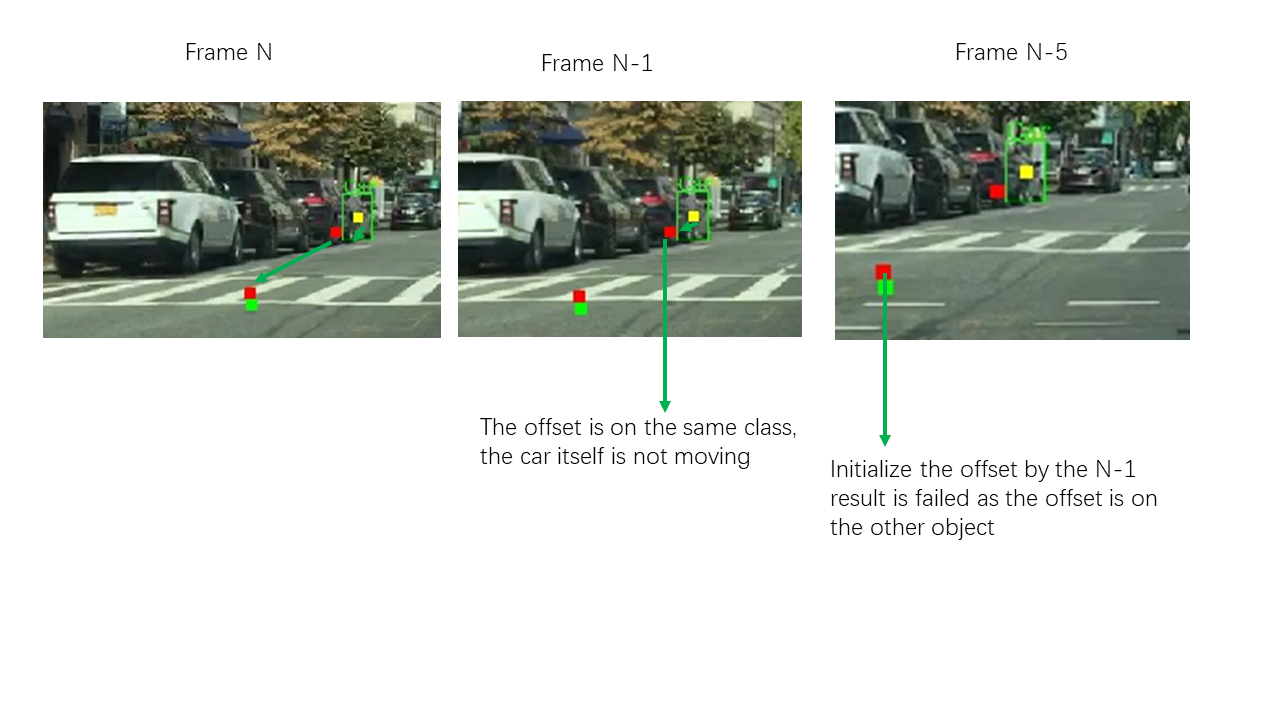 Frame N
Frame N-1
Frame N-5
The offset is on the same class,
the car itself is not moving
Initialize the offset by the N-1
result is failed as the offset is on
the other object